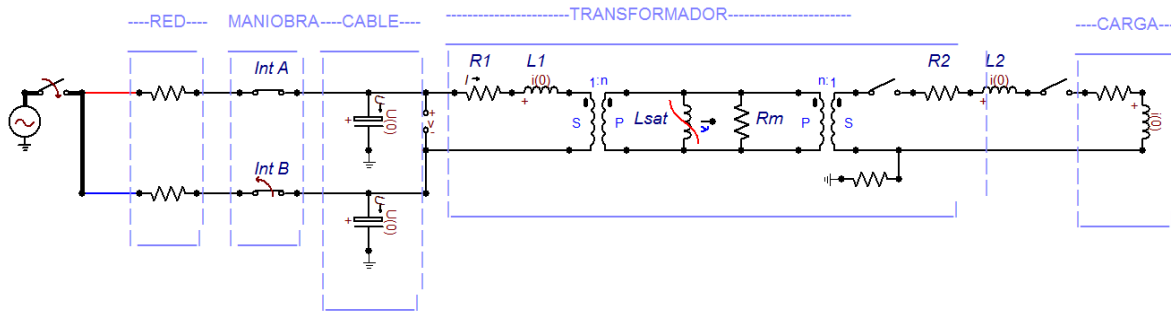 ----RED---- MANIOBRA----CABLE---- --------------TRANSFORMADOR-------------- ----CARGA---
Int A
R1 L1
I
i(0)
1:n
n:1
R2 L2
i(0)
U
U(0)
+
+
V
-
+
S P
Lsat
Rm
P S
+
+
i(0)
Int B
U
U(0)
+